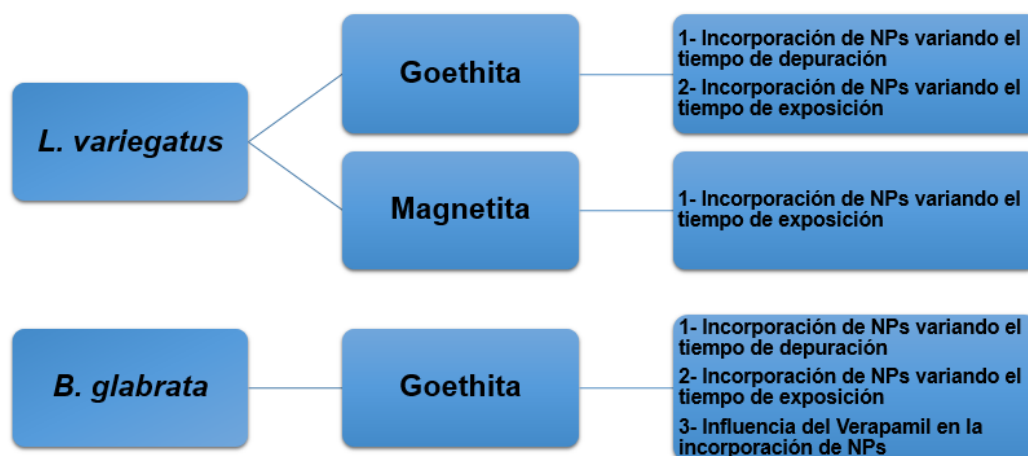 L. variegatus
Goethita
1- Incorporación de NPs variando el
tiempo de depuración
2- Incorporación de NPs variando el
tiempo de exposición
Magnetita
1- Incorporación de NPs variando el
tiempo de exposición
B. glabrata
Goethita
1- Incorporación de NPs variando el
tiempo de depuración
2- Incorporación de NPs variando el
tiempo de exposición
3- Influencia del Verapamil en la
incorporación de NPs